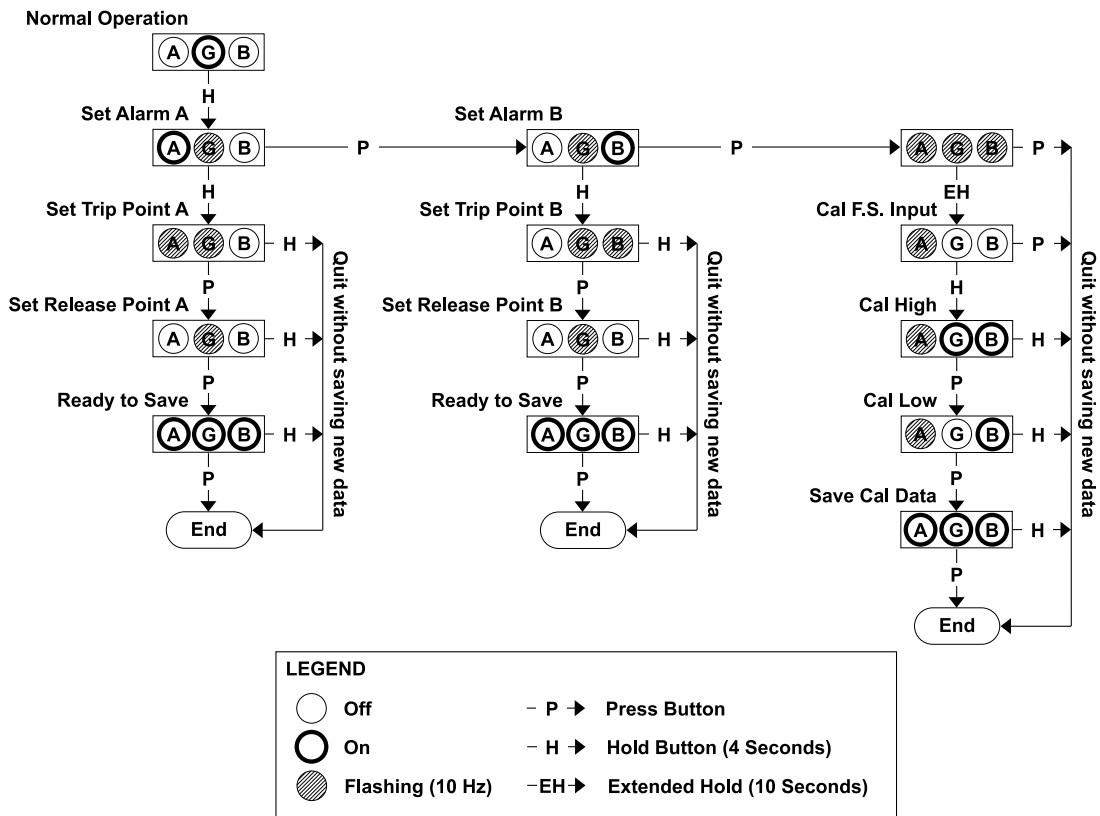 Normal Operation
A G B
H
Set Alarm A
A G B
P
Set Alarm B
A G B
P
A G B
P
H
H
EH
Set Trip Point A
A G B
H
Set Trip Point B
A G B
H
Cal F.S. Input
A G B
P
P
P
H
Set Release Point A
A G B
H
Set Release Point B
A G B
H
Cal High
A G B
H
P
P
P
Ready to Save
A G B
H
Ready to Save
A G B
H
Cal Low
A G B
H
P
P
P
Quit without saving new data
Quit without saving new data
Quit without saving new data
End
End
Save Cal Data
A G B
H
P
End
LEGEND
Off
P
Press Button
On
H
Hold Button (4 Seconds)
Flashing (10 Hz)
EH
Extended Hold (10 Seconds)